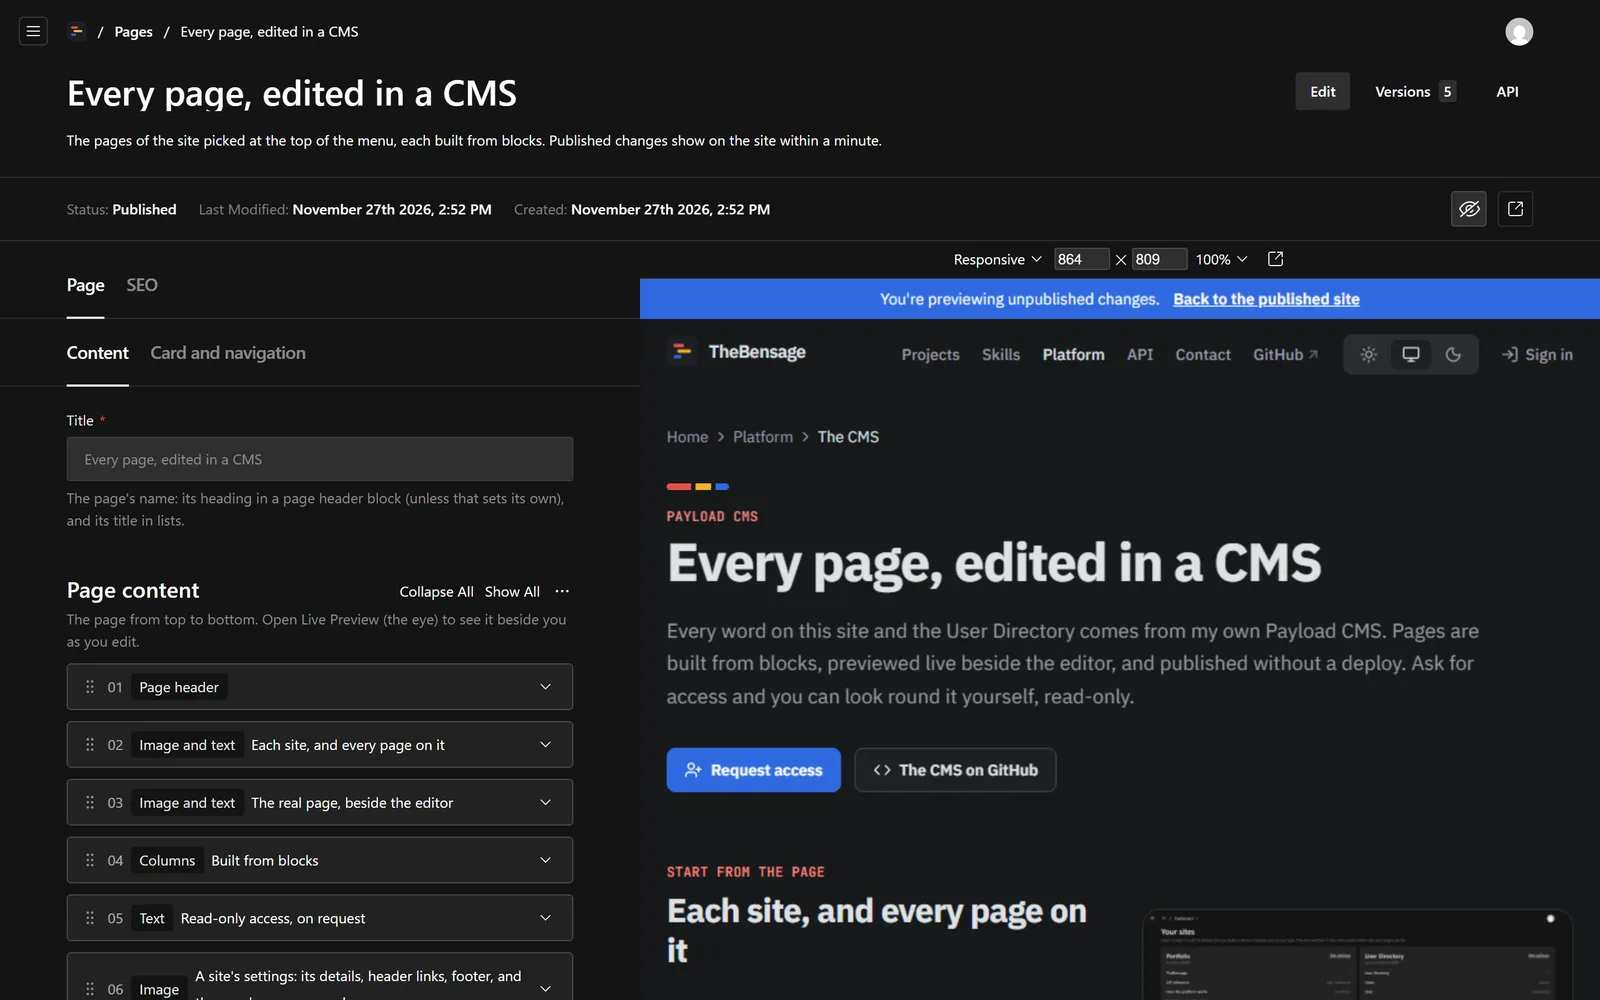 / Pages / Every page, edited in a CMS
Every page, edited in a CMS
Edit
Versions 5
API
The pages of the site picked at the top of the menu, each built from blocks. Published changes show on the site within a minute.
Status: Published
Last Modified: November 27th 2026, 2:52 PM
Created: November 27th 2026, 2:52 PM
Page
SEO
Content
Card and navigation
Title *
Every page, edited in a CMS
The page's name: its heading in a page header block (unless that sets its own),
and its title in lists.
Page content
Collapse All
Show All
The page from top to bottom. Open Live Preview (the eye) to see it beside you
as you edit.
01 Page header
02 Image and text Each site, and every page on it
03 Image and text The real page, beside the editor
04 Columns Built from blocks
05 Text Read-only access, on request
06 Image A site's settings: its details, header links, footer, and
Responsive
864 × 809
100%
You're previewing unpublished changes. Back to the published site
TheBensage
Projects
Skills
Platform
API
Contact
GitHub
Sign in
Home > Platform > The CMS
PAYLOAD CMS
Every page, edited in a CMS
Every word on this site and the User Directory comes from my own Payload CMS. Pages are
built from blocks, previewed live beside the editor, and published without a deploy. Ask for
access and you can look round it yourself, read-only.
Request access
<> The CMS on GitHub
START FROM THE PAGE
Each site, and every page on
it
Your sites
Portfolio
User Directory